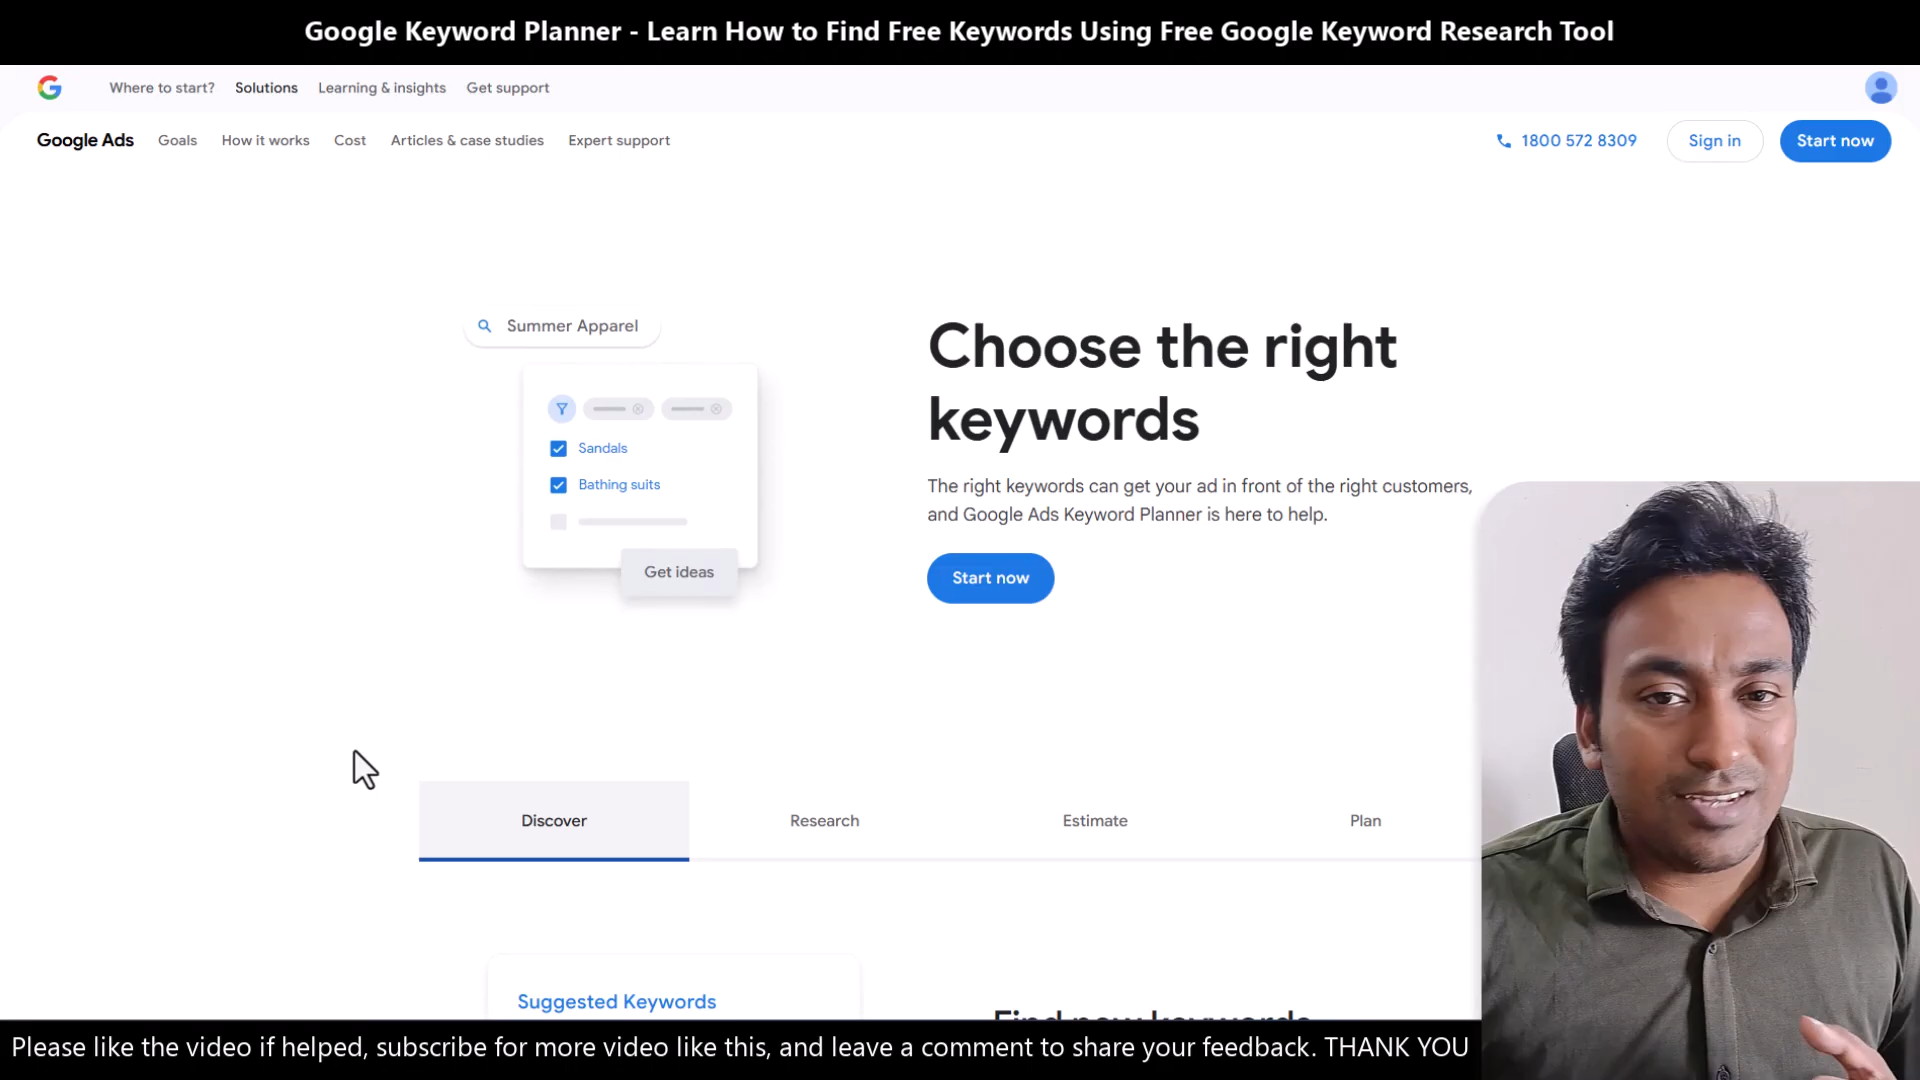 Google Keyword Planner - Learn How to Find Free Keywords Using Free Google Keyword Research Tool
Where to start? Solutions Learning & insights Get support
Google Ads Goals How it works Cost Articles & case studies Expert support 1800 572 8309 Sign in Start now
Summer Apparel
Sandals
Bathing suits
Get ideas
Choose the right
keywords
The right keywords can get your ad in front of the right customers,
and Google Ads Keyword Planner is here to help.
Start now
Discover Research Estimate Plan
Suggested Keywords
Find new keywords
Please like the video if helped, subscribe for more video like this, and leave a comment to share your feedback. THANK YOU